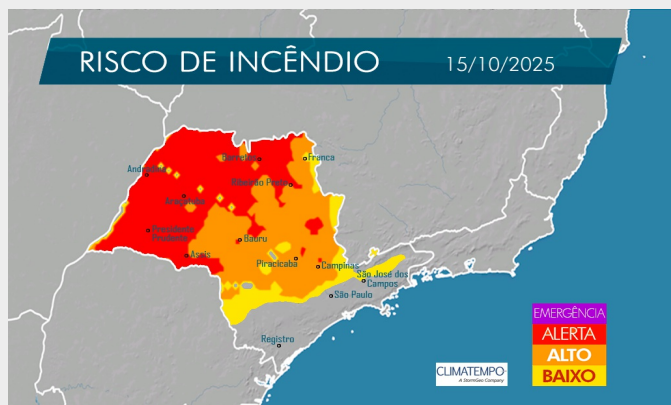 RISCO DE INCÊNDIO
15/10/2025
Barretos
Franca
Andradina
Ribeirão Preto
Araçatuba
Presidente
Prudente
Bauru
Assis
Piracicaba
Campinas
São José dos
Campos
São Paulo
Registro
EMERGÊNCIA
ALERTA
ALTO
BAIXO
CLIMATEMPO
A StormGeo Company